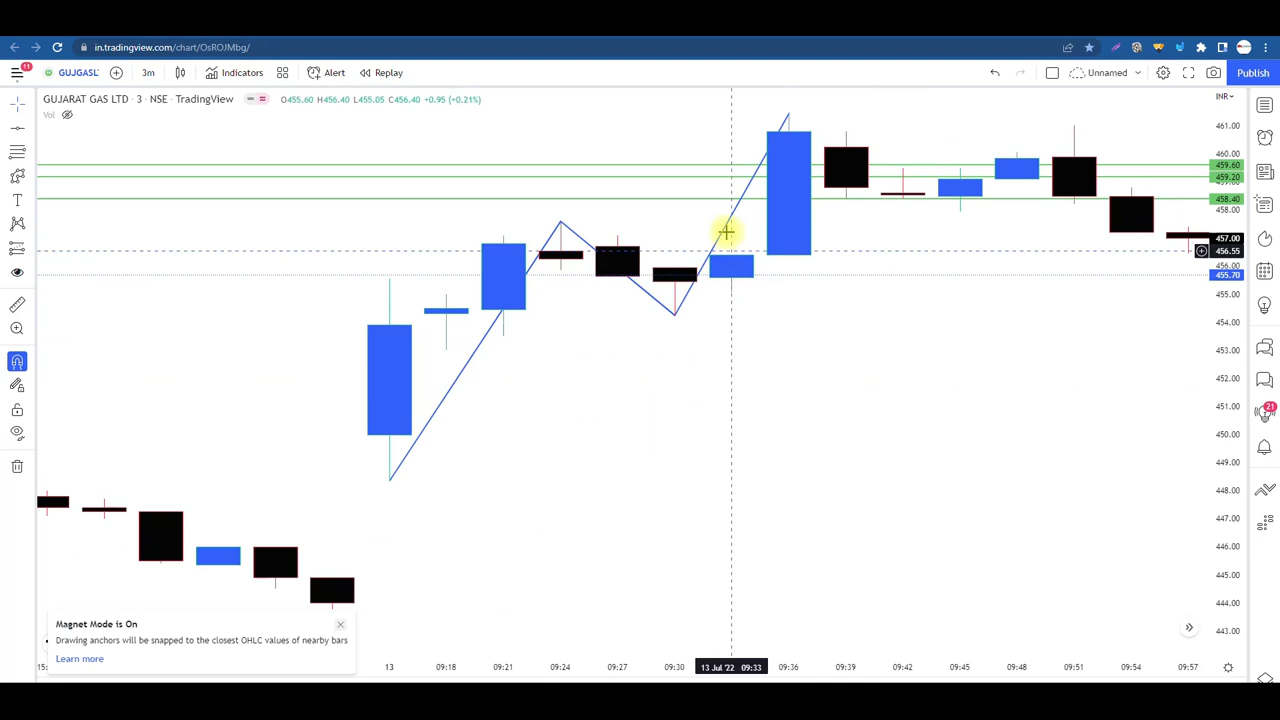 in.tradingview.com/chart/OsROJMbg/
11
GUJGASL
3m
Indicators
Alert
Replay
Unnamed
Publish
GUJARAT GAS LTD · 3 · NSE · TradingView
O455.60 H456.40 L455.05 C456.40 +0.95 (+0.21%)
Vol
INR
461.00
460.00
459.60
459.20
459.00
458.40
458.00
457.00
456.55
456.00
455.70
455.00
454.00
453.00
452.00
451.00
450.00
449.00
448.00
447.00
446.00
445.00
444.00
443.00
21
Magnet Mode is On
Drawing anchors will be snapped to the closest OHLC values of nearby bars
Learn more
13
09:18
09:21
09:24
09:27
09:30
13 Jul '22 09:33
09:36
09:39
09:42
09:45
09:48
09:51
09:54
09:57